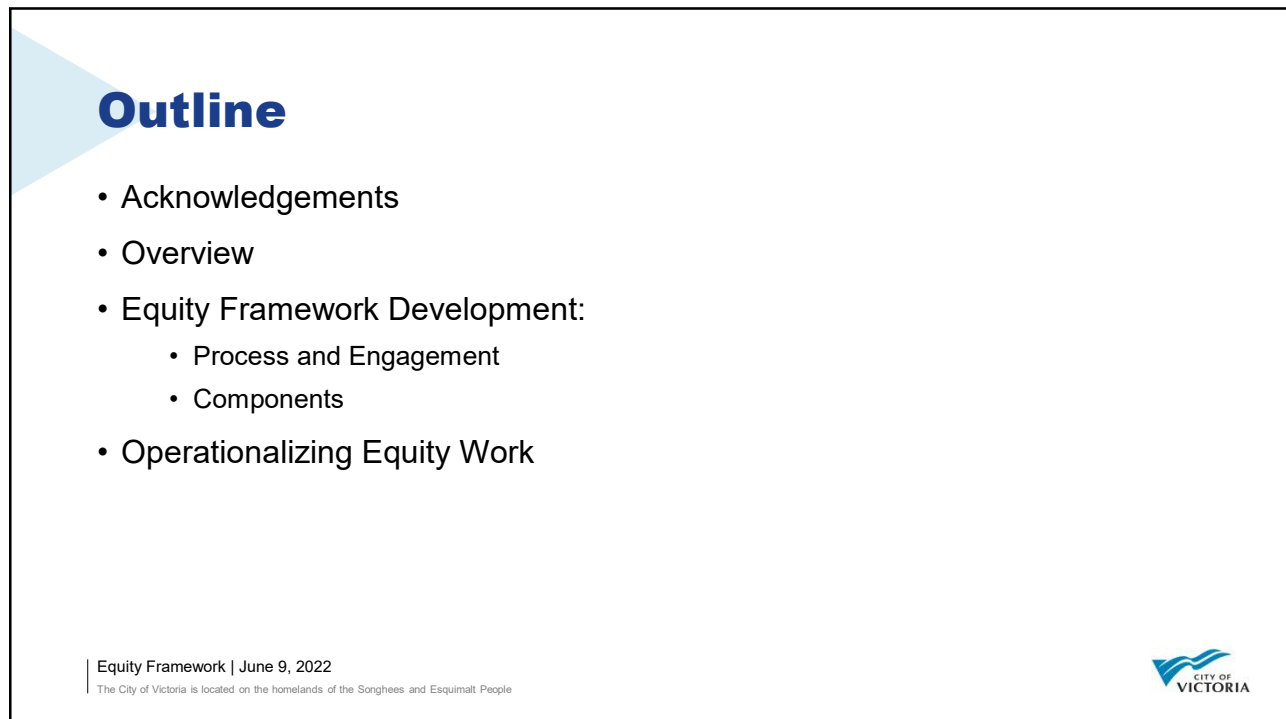 Outline
• Acknowledgements
• Overview
• Equity Framework Development:
• Process and Engagement
• Components
• Operationalizing Equity Work
Equity Framework | June 9, 2022
The City of Victoria is located on the homelands of the Songhees and Esquimalt People
CITY OF
VICTORIA